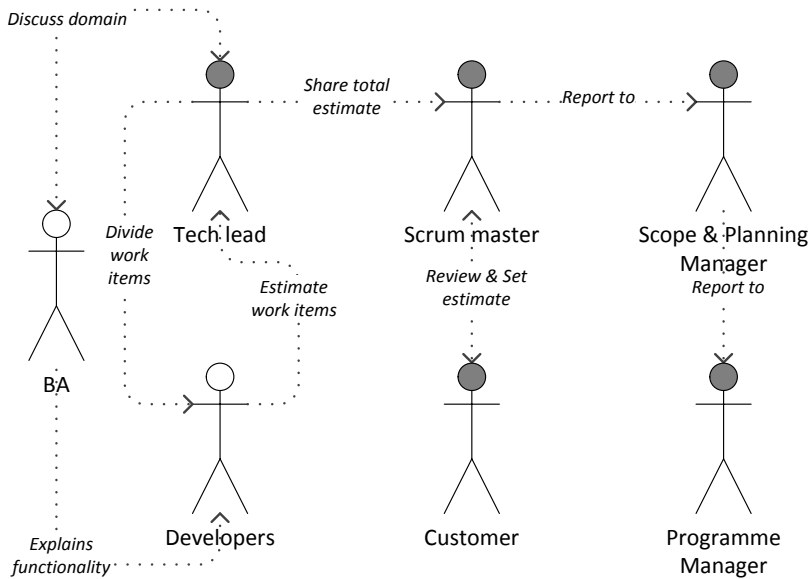 Discuss domain
Share total
estimate
Report to
Divide
work
items
Tech lead
Scrum master
Scope & Planning
Manager
Estimate
work items
Review & Set
estimate
Report to
BA
Explains
functionality
Developers
Customer
Programme
Manager